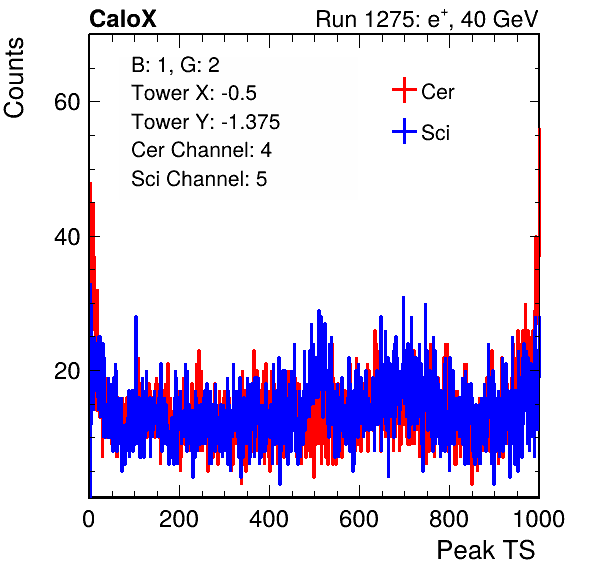 CaloX Run 1275: e+, 40 GeV
Counts
B: 1, G: 2
Tower X: -0.5
Tower Y: -1.375
Cer Channel: 4
Sci Channel: 5
Cer
Sci
60
40
20
0 200 400 600 800 1000
Peak TS